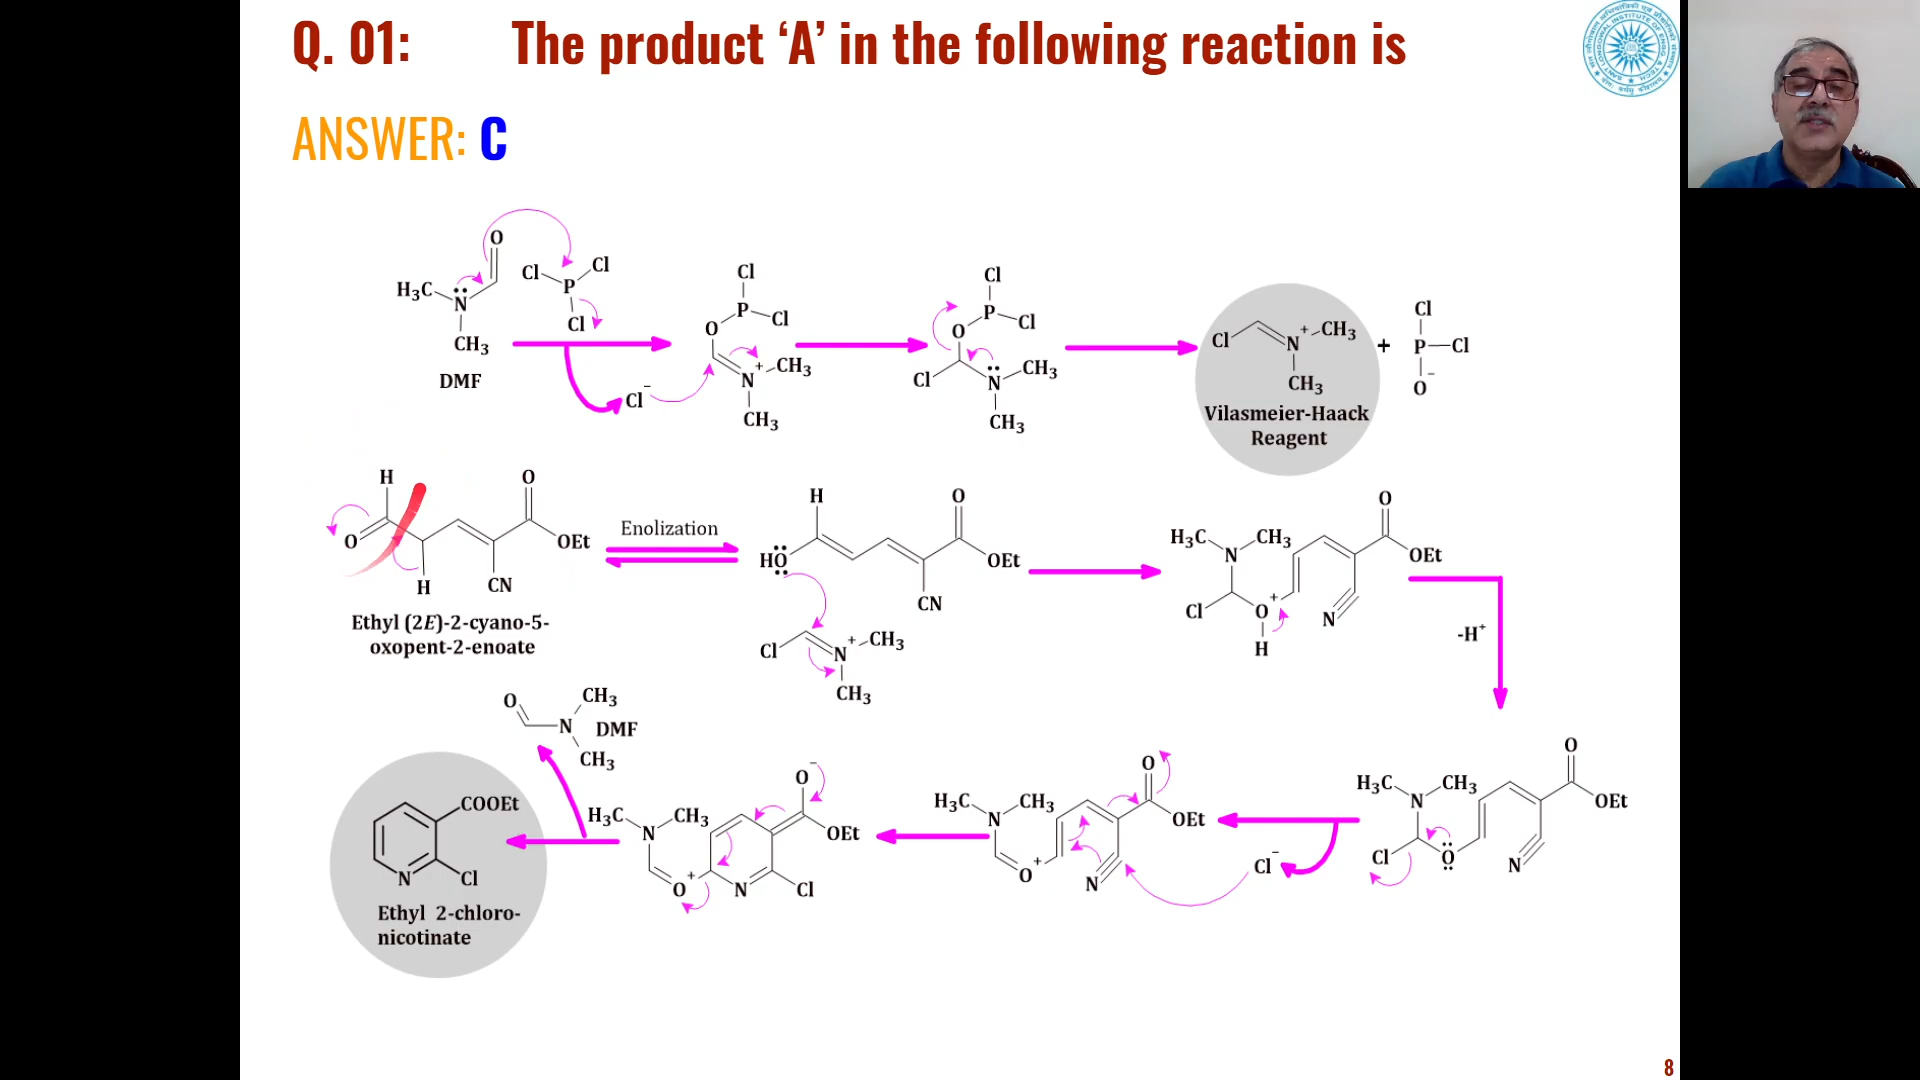 Q. 01: The product ‘A’ in the following reaction is
ANSWER: C
O
H₃C
N
CH₃
DMF
Cl
Cl
P
Cl
Cl⁻
Cl
P
Cl
O
N
+
CH₃
CH₃
Cl
P
Cl
O
Cl
N
CH₃
CH₃
Cl
N
+
CH₃
CH₃
Vilasmeier-Haack
Reagent
+
Cl
P
Cl
O⁻
H
O
O
OEt
H
CN
Ethyl (2E)-2-cyano-5-
oxopent-2-enoate
Enolization
H
O
HO
OEt
CN
Cl
N
+
CH₃
CH₃
H₃C
CH₃
N
O
OEt
Cl
O
+
H
N
-H⁺
H₃C
CH₃
N
O
OEt
Cl
O
N
Cl⁻
H₃C
CH₃
N
O
OEt
O
+
N
H₃C
CH₃
N
O⁻
OEt
O
+
N
Cl
O
CH₃
N
DMF
CH₃
COOEt
N
Cl
Ethyl 2-chloro-
nicotinate
8